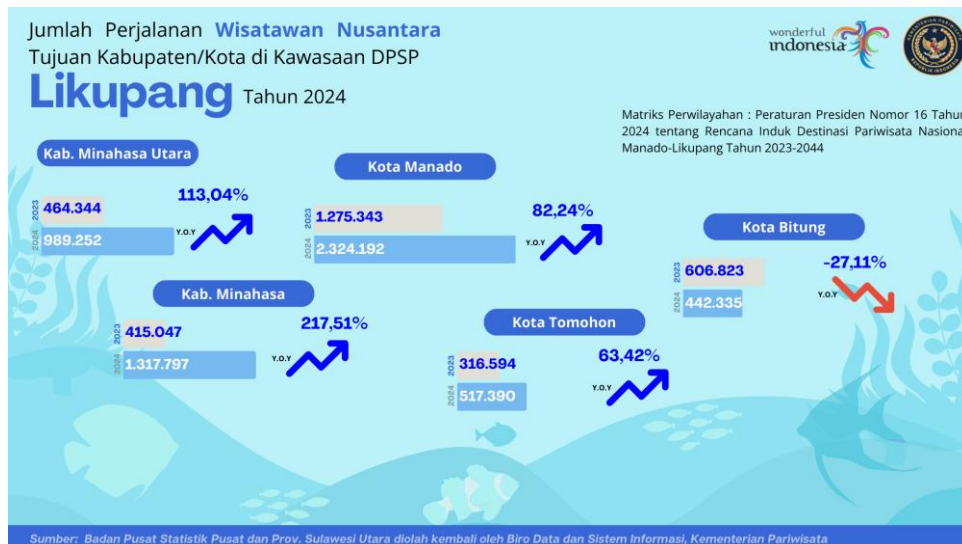 Jumlah Perjalanan Wisatawan Nusantara
Tujuan Kabupaten/Kota di Kawasaan DPSP
Likupang Tahun 2024
wonderful
indonesia
Matriks Perwilayahan : Peraturan Presiden Nomor 16 Tahun
2024 tentang Rencana Induk Destinasi Pariwisata Nasiona
Manado-Likupang Tahun 2023-2044
Kab. Minahasa Utara
2023 464.344
2024 989.252
113,04%
Y.O.Y
Kota Manado
2023 1.275.343
2024 2.324.192
82,24%
Y.O.Y
Kota Bitung
2023 606.823
2024 442.335
-27,11%
Y.O.Y
Kab. Minahasa
2023 415.047
2024 1.317.797
217,51%
Y.O.Y
Kota Tomohon
2023 316.594
2024 517.390
63,42%
Y.O.Y
Sumber: Badan Pusat Statistik Pusat dan Prov. Sulawesi Utara diolah kembali oleh Biro Data dan Sistem Informasi, Kementerian Pariwisata